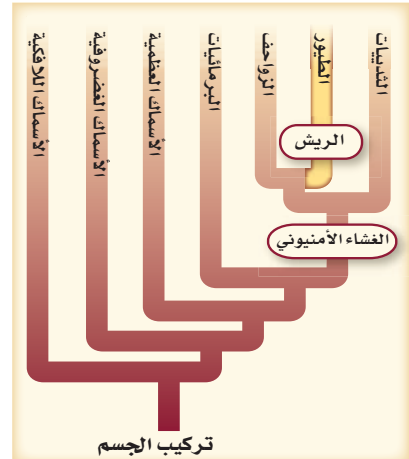 الثدييات
الطيور
الزواحف
البرمائيات
الأسماك العظمية
الأسماك الغضروفية
الأسماك اللافكية
الريش
الغشاء الأمنيوني
تركيب الجسم